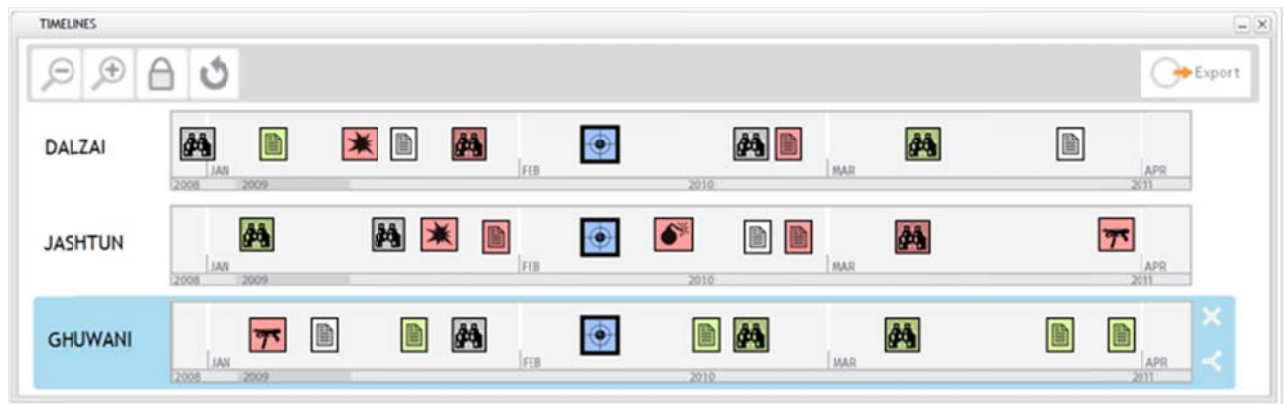 TIMELINES
Export
DALZAI
JAN FEB MAR APR
2008 2009 2010 2011
JASHTUN
JAN FEB MAR APR
2008 2009 2010 2011
GHUWANI
JAN FEB MAR APR
2008 2009 2010 2011